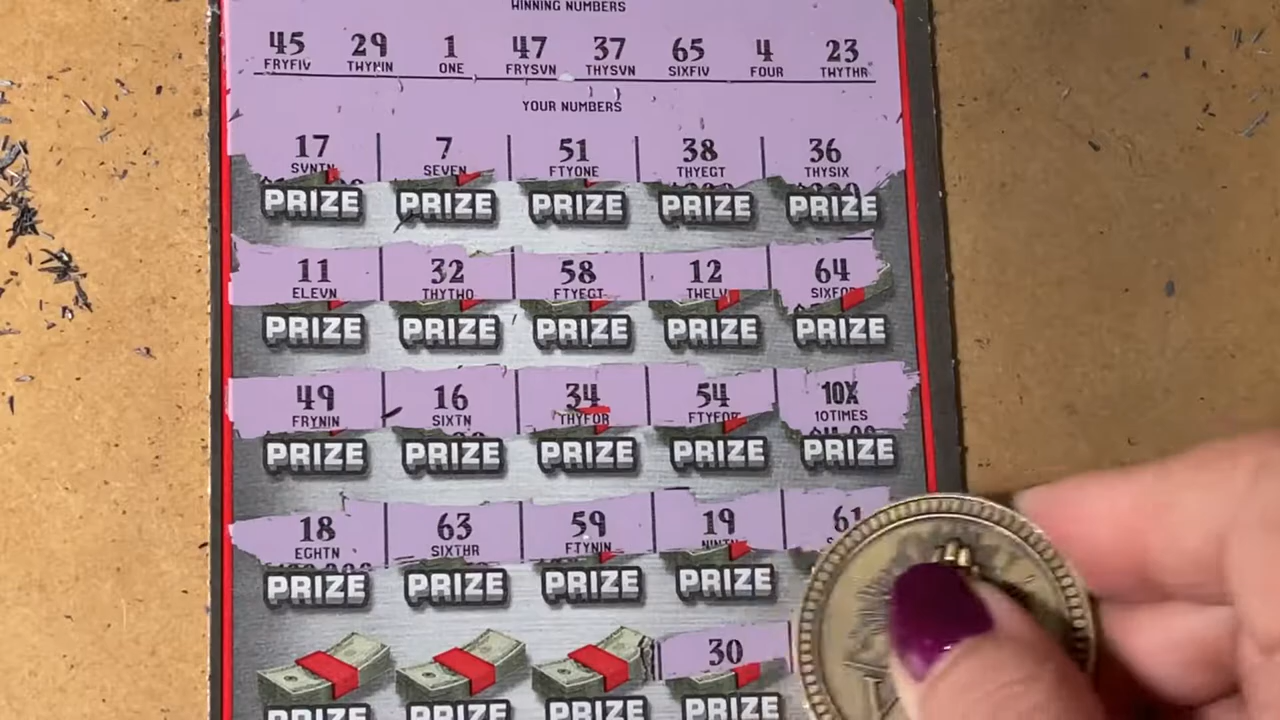 WINNING NUMBERS
45 29 1 47 37 65 4 23
FRYFIV TWYNIN ONE FRYSVN THYSVN SIXFIV FOUR TWYTHR
YOUR NUMBERS
17 7 51 38 36
SVNTN SEVEN FTYONE THYEGT THYSIX
PRIZE PRIZE PRIZE PRIZE PRIZE
11 32 58 12 64
ELEVN THYTWO FTYEGT TWELV SIXFOR
PRIZE PRIZE PRIZE PRIZE PRIZE
49 16 34 54 10X
FRYNIN SIXTN THYFOR FTYFOR 10TIMES
PRIZE PRIZE PRIZE PRIZE PRIZE
18 63 59 19 61
EGHTN SIXTHR FTYNIN NINTN
PRIZE PRIZE PRIZE PRIZE
30
PRIZE PRIZE PRIZE PRIZE